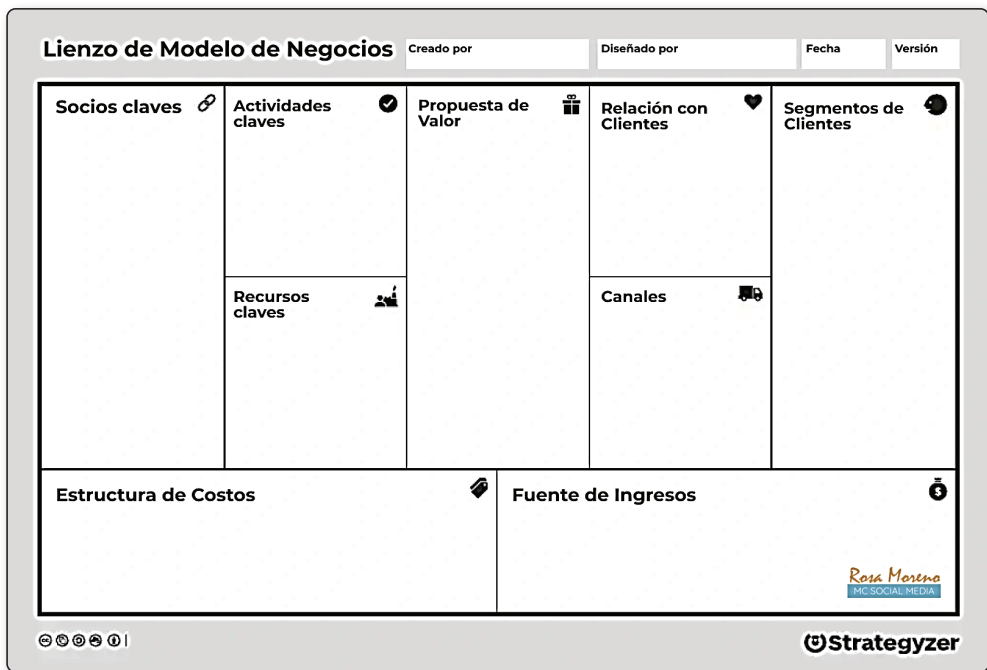 Lienzo de Modelo de Negocios
Creado por
Diseñado por
Fecha
Versión
Socios claves
Actividades
claves
Recursos
claves
Propuesta de
Valor
Relación con
Clientes
Canales
Segmentos de
Clientes
Estructura de Costos
Fuente de Ingresos
$
Rosa Moreno
MC SOCIAL MEDIA
cc
Strategyzer